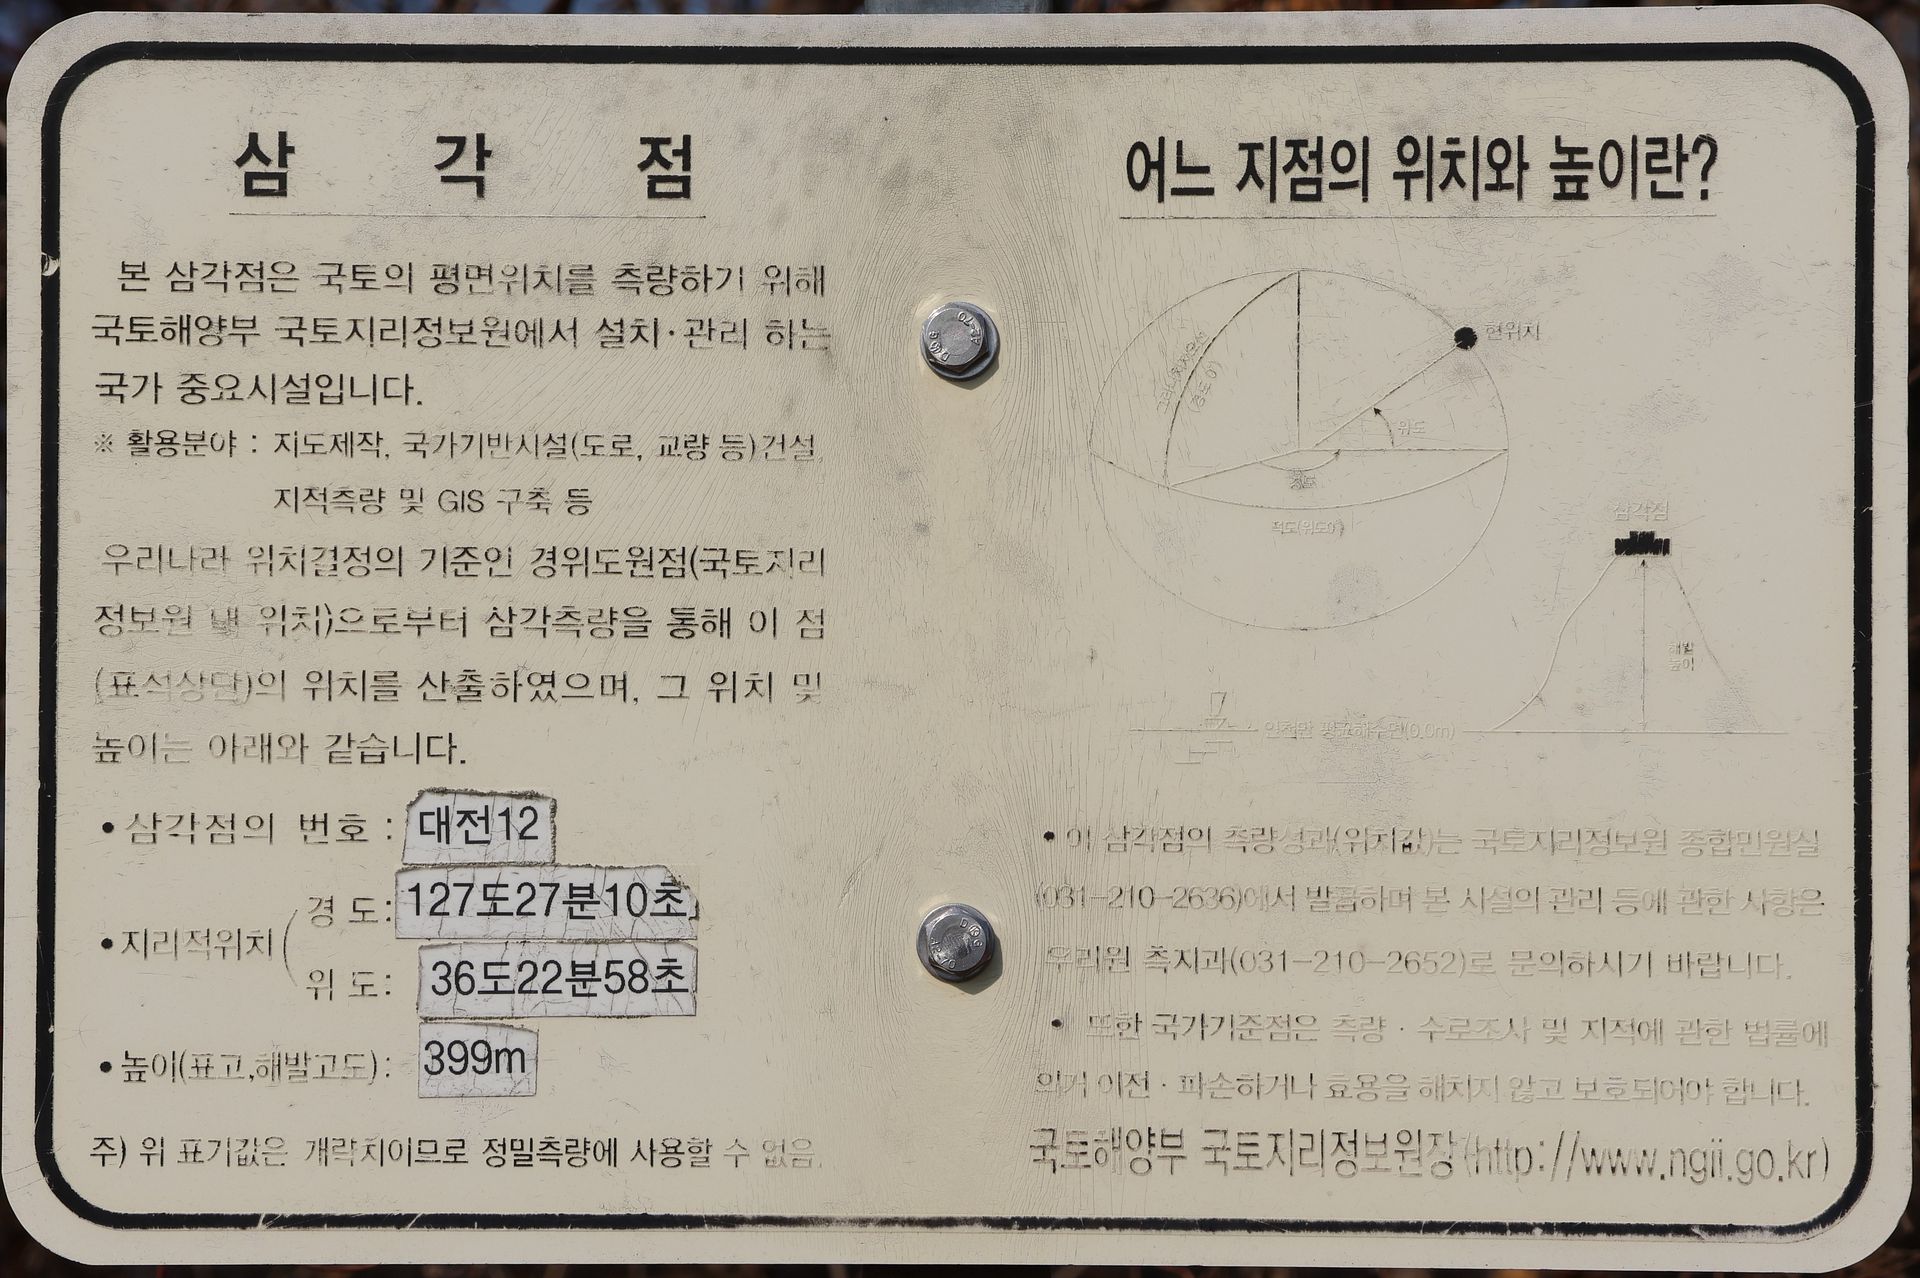 삼 각 점
본 삼각점은 국토의 평면위치를 측량하기 위해
국토해양부 국토지리정보원에서 설치·관리 하는
국가 중요시설입니다.
※ 활용분야 : 지도제작, 국가기반시설(도로, 교량 등)건설,
지적측량 및 GIS 구축 등
우리나라 위치결정의 기준인 경위도원점(국토지리
정보원 내 위치)으로부터 삼각측량을 통해 이 점
(표석상단)의 위치를 산출하였으며, 그 위치 및
높이는 아래와 같습니다.
• 삼각점의 번호 : 대전12
• 지리적위치
경 도: 127도27분10초
위 도: 36도22분58초
• 높이(표고,해발고도): 399m
주) 위 표기값은 개략치이므로 정밀측량에 사용할 수 없음.
어느 지점의 위치와 높이란?
현위치
그리니치자오선
(경도 0°)
위도
경도
적도(위도0°)
삼각점
해발
높이
인천만 평균해수면(0.0m)
• 이 삼각점의 측량성과(위치값)는 국토지리정보원 종합민원실
(031-210-2636)에서 발급하며 본 시설의 관리 등에 관한 사항은
우리원 측지과(031-210-2652)로 문의하시기 바랍니다.
• 또한 국가기준점은 측량 · 수로조사 및 지적에 관한 법률에
의거 이전 · 파손하거나 효용을 해치지 않고 보호되어야 합니다.
국토해양부 국토지리정보원장(http://www.ngii.go.kr)